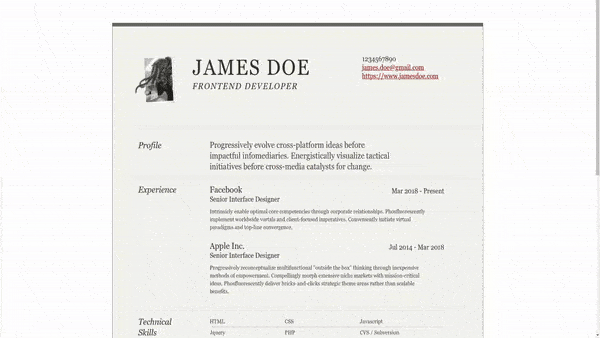 JAMES DOE
FRONTEND DEVELOPER
1234567890
james.doe@gmail.com
https://www.jamesdoe.com
Profile
Progressively evolve cross-platform ideas before
impactful infomediaries. Energistically visualize tactical
initiatives before cross-media catalysts for change.
Experience
Facebook
Mar 2018 - Present
Senior Interface Designer
Intrinsicly enable optimal core competencies through corporate relationships. Phosfluorescently
implement worldwide vortals and client-focused imperatives. Conveniently initiate virtual
paradigms and top-line convergence.
Apple Inc.
Jul 2014 - Mar 2018
Senior Interface Designer
Progressively reconceptualize multifunctional "outside the box" thinking through inexpensive
methods of empowerment. Compellingly morph extensive niche markets with mission-critical
ideas. Phosfluorescently deliver bricks-and-clicks strategic theme areas rather than scalable
benefits.
Technical
Skills
HTML
CSS
Javascript
Jquery
PHP
CVS / Subversion